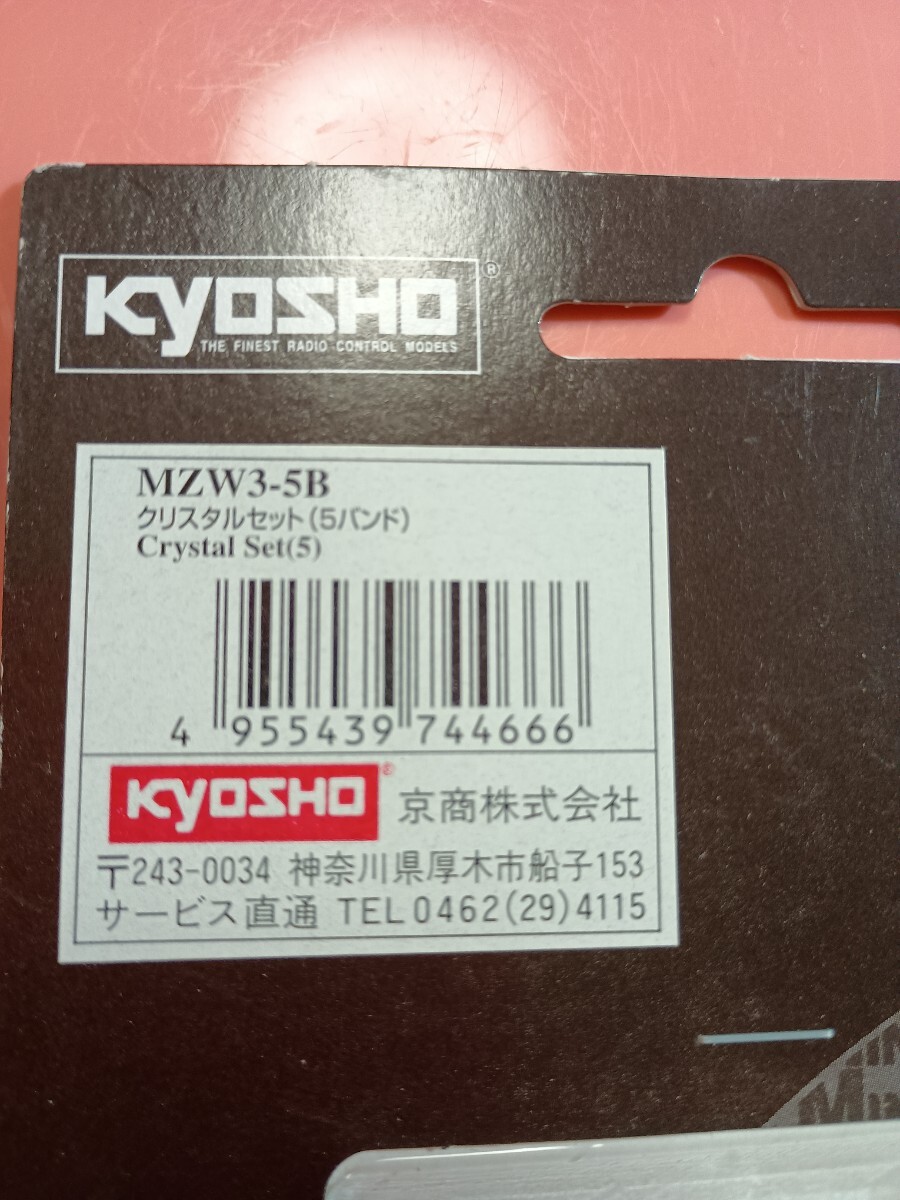 KYOSHO®
THE FINEST RADIO CONTROL MODELS
MZW3-5B
クリスタルセット(5バンド)
Crystal Set(5)
4 955439 744666
KYOSHO® 京商株式会社
〒243-0034 神奈川県厚木市船子153
サービス直通 TEL0462(29)4115